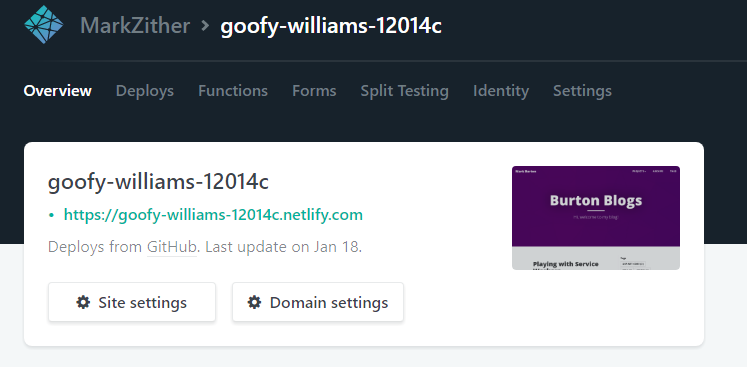 MarkZither > goofy-williams-12014c
Overview Deploys Functions Forms Split Testing Identity Settings
goofy-williams-12014c
• https://goofy-williams-12014c.netlify.com
Deploys from GitHub. Last update on Jan 18.
Site settings Domain settings
Burton Blogs
Playing with Service